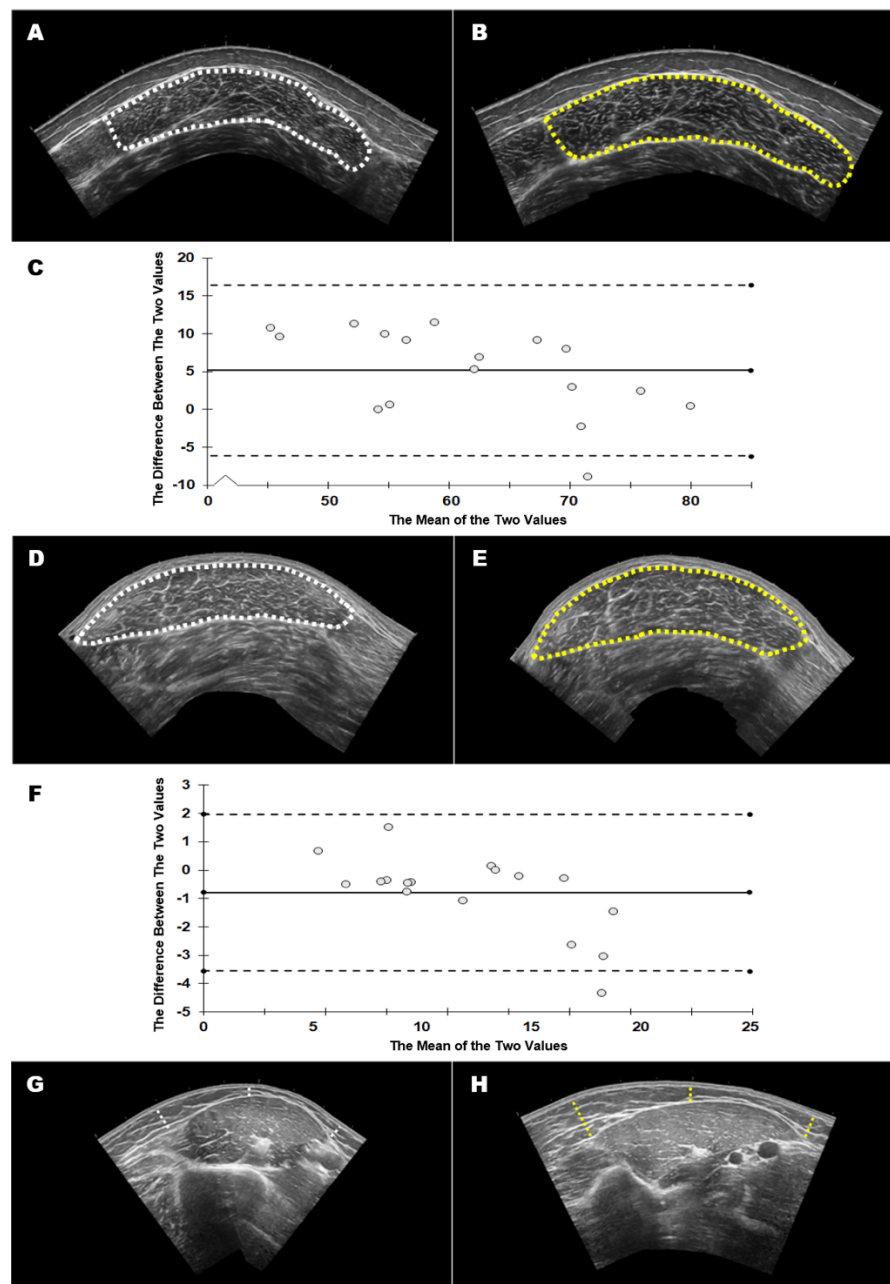 A
B
C
The Difference Between The Two Values
20
15
10
5
0
-5
-10
0
50
60
70
80
The Mean of the Two Values
D
E
F
The Difference Between The Two Values
3
2
1
0
-1
-2
-3
-4
-5
0
5
10
15
20
25
The Mean of the Two Values
G
H